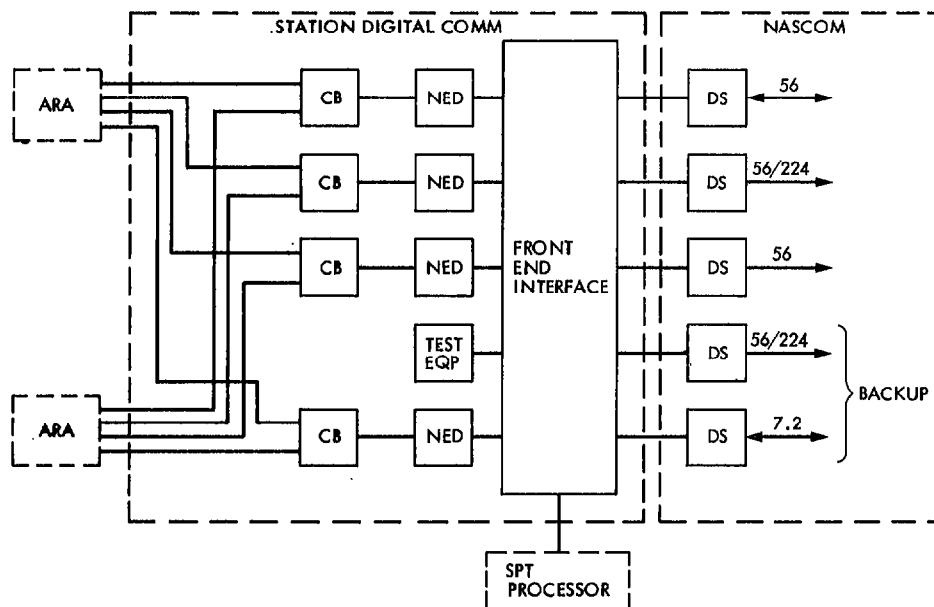 .STATION DIGITAL COMM
NASCOM
ARA
CB
NED
DS
56
CB
NED
DS
56/224
CB
NED
FRONT
END
INTERFACE
DS
56
TEST
EQP
DS
56/224
BACKUP
ARA
CB
NED
DS
7.2
SPT
PROCESSOR